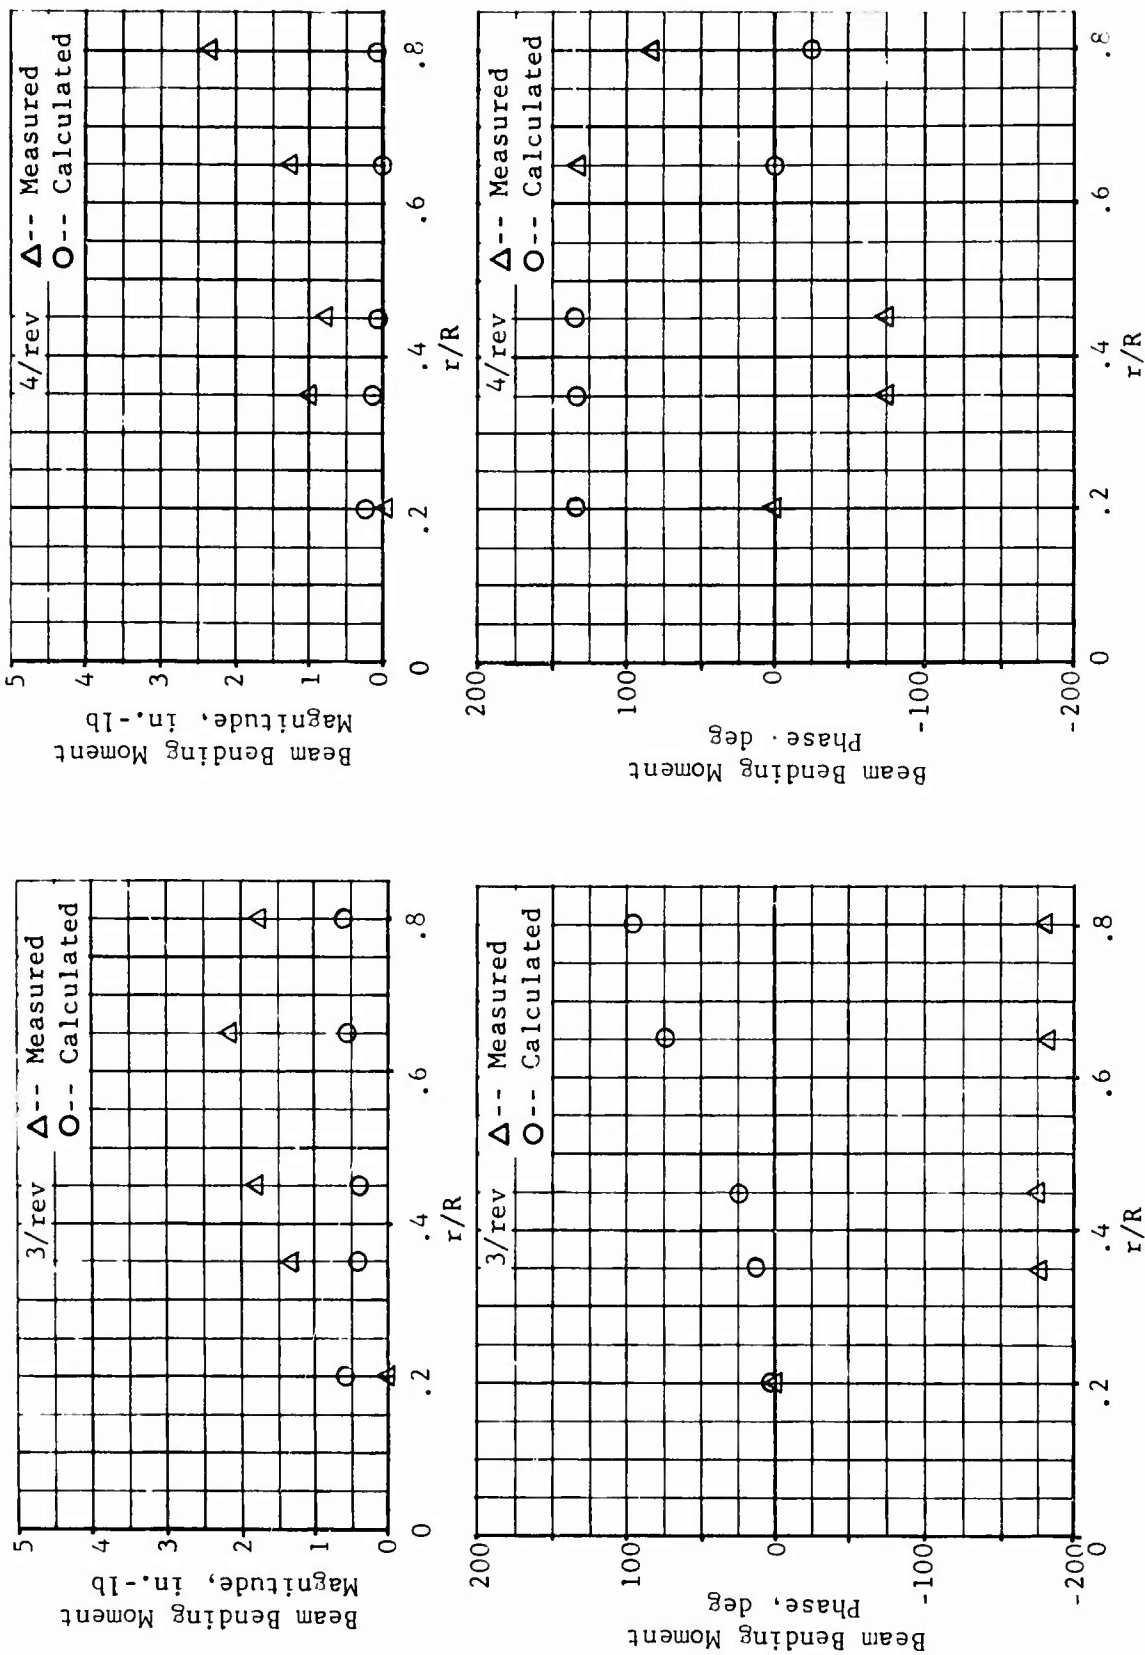 Beam Bending Moment
Magnitude, in.-lb
5
4
3
2
1
0
3/rev
Δ-- Measured
O-- Calculated
0
.2
.4
.6
.8
r/R
Beam Bending Moment
Phase, deg
200
100
0
-100
-200
3/rev
Δ-- Measured
O-- Calculated
0
.2
.4
.6
.8
r/R
Beam Bending Moment
Magnitude, in.-lb
5
4
3
2
1
0
4/rev
Δ-- Measured
O-- Calculated
0
.2
.4
.6
.8
r/R
Beam Bending Moment
Phase · deg
200
100
0
-100
-200
4/rev
Δ-- Measured
O-- Calculated
0
.2
.4
.6
.8
r/R